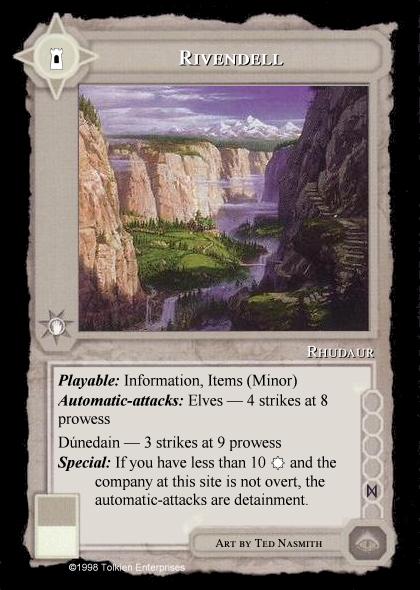 RIVENDELL
RHUDAUR
Playable: Information, Items (Minor)
Automatic-attacks: Elves — 4 strikes at 8
prowess
Dúnedain — 3 strikes at 9 prowess
Special: If you have less than 10 and the
company at this site is not overt, the
automatic-attacks are detainment.
ART BY TED NASMITH
©1998 Tolkien Enterprises